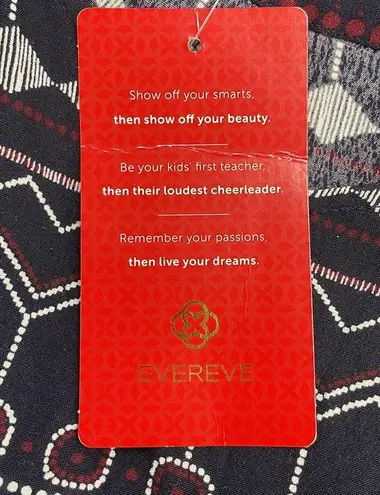 Show off your smarts,
then show off your beauty.
Be your kids' first teacher,
then their loudest cheerleader.
Remember your passions,
then live your dreams.
EVEREVE